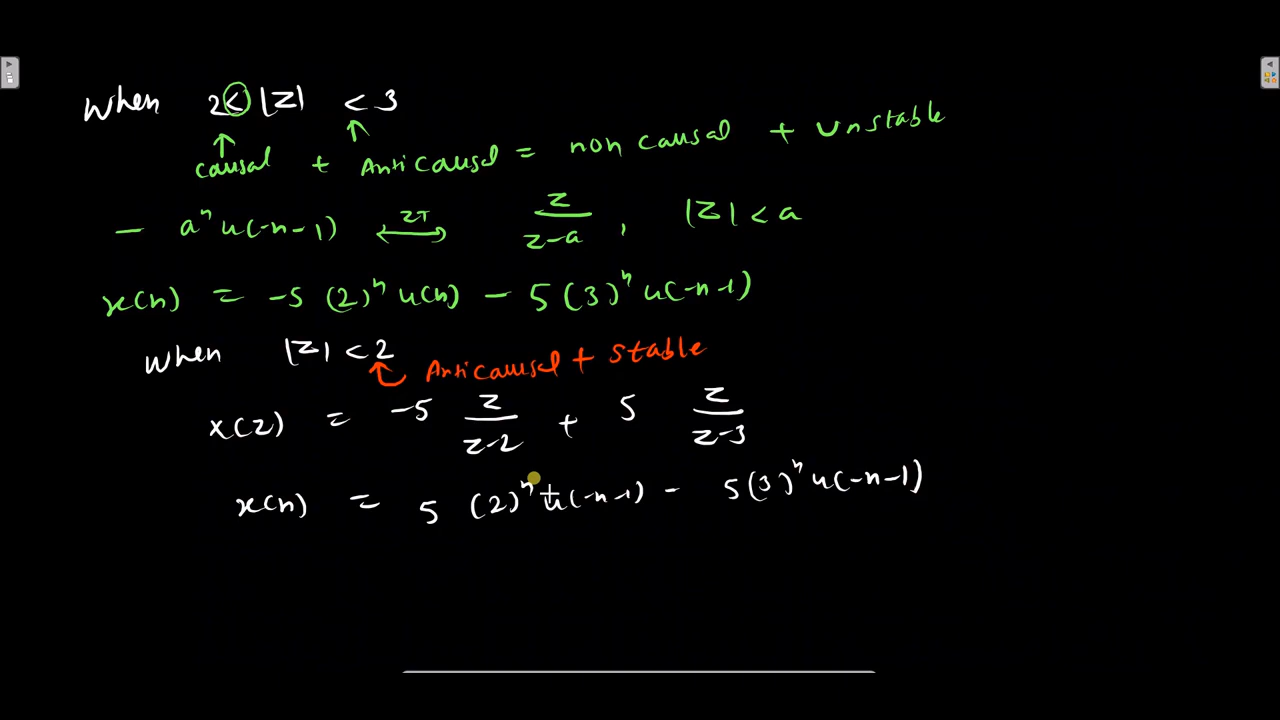 When 2 < |Z| < 3
causal + Anticausal = non causal + unstable
- aⁿ u(-n-1) ⟷ZT z/(z-a), |Z| < a
x(n) = -5 (2)ⁿ u(n) - 5 (3)ⁿ u(-n-1)
When |Z| < 2
Anticausal + stable
X(Z) = -5 z/(z-2) + 5 z/(z-3)
x(n) = 5 (2)ⁿ u(-n-1) - 5(3)ⁿ u(-n-1)